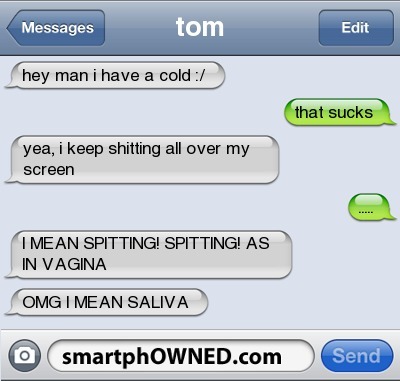 Messages
tom
Edit
hey man i have a cold :/
that sucks
yea, i keep shitting all over my
screen
.....
I MEAN SPITTING! SPITTING! AS
IN VAGINA
OMG I MEAN SALIVA
smartphOWNED.com
Send